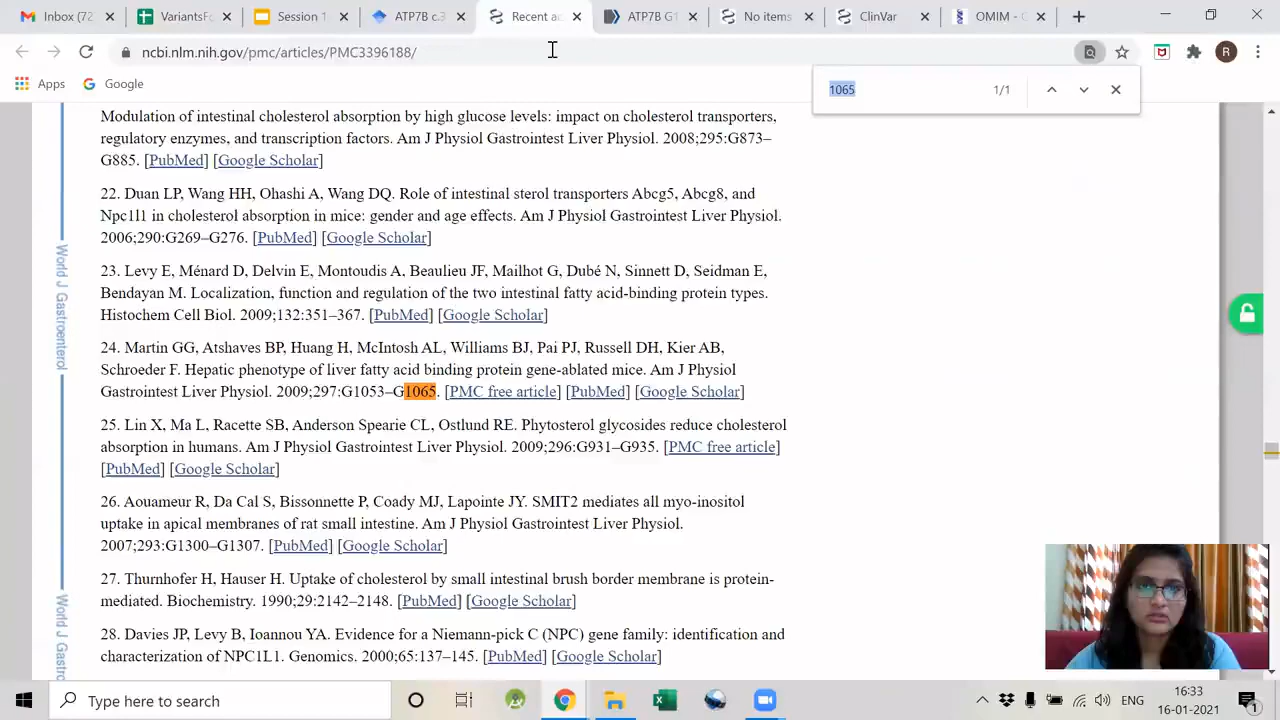 Inbox (72
VariantsFo
Session 1
ATP7B c.3
Recent ad
ATP7B G1
No items
ClinVar
OMIM - O
ncbi.nlm.nih.gov/pmc/articles/PMC3396188/
R
Apps
Google
1065
1/1
Modulation of intestinal cholesterol absorption by high glucose levels: impact on cholesterol transporters,
regulatory enzymes, and transcription factors. Am J Physiol Gastrointest Liver Physiol. 2008;295:G873–
G885. [PubMed] [Google Scholar]
22. Duan LP, Wang HH, Ohashi A, Wang DQ. Role of intestinal sterol transporters Abcg5, Abcg8, and
Npc1l1 in cholesterol absorption in mice: gender and age effects. Am J Physiol Gastrointest Liver Physiol.
2006;290:G269–G276. [PubMed] [Google Scholar]
23. Levy E, Ménard D, Delvin E, Montoudis A, Beaulieu JF, Mailhot G, Dubé N, Sinnett D, Seidman E,
Bendayan M. Localization, function and regulation of the two intestinal fatty acid-binding protein types.
Histochem Cell Biol. 2009;132:351–367. [PubMed] [Google Scholar]
24. Martin GG, Atshaves BP, Huang H, McIntosh AL, Williams BJ, Pai PJ, Russell DH, Kier AB,
Schroeder F. Hepatic phenotype of liver fatty acid binding protein gene-ablated mice. Am J Physiol
Gastrointest Liver Physiol. 2009;297:G1053–G1065. [PMC free article] [PubMed] [Google Scholar]
25. Lin X, Ma L, Racette SB, Anderson Spearie CL, Ostlund RE. Phytosterol glycosides reduce cholesterol
absorption in humans. Am J Physiol Gastrointest Liver Physiol. 2009;296:G931–G935. [PMC free article]
[PubMed] [Google Scholar]
26. Aouameur R, Da Cal S, Bissonnette P, Coady MJ, Lapointe JY. SMIT2 mediates all myo-inositol
uptake in apical membranes of rat small intestine. Am J Physiol Gastrointest Liver Physiol.
2007;293:G1300–G1307. [PubMed] [Google Scholar]
27. Thurnhofer H, Hauser H. Uptake of cholesterol by small intestinal brush border membrane is protein-
mediated. Biochemistry. 1990;29:2142–2148. [PubMed] [Google Scholar]
28. Davies JP, Levy B, Ioannou YA. Evidence for a Niemann-pick C (NPC) gene family: identification and
characterization of NPC1L1. Genomics. 2000;65:137–145. [PubMed] [Google Scholar]
World J Gastroenterol
World J Gastro
Type here to search
ENG
16:33
16-01-2021
1